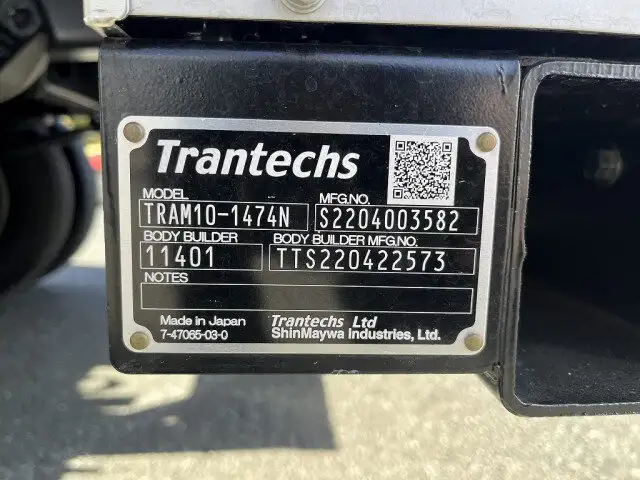 Trantechs
MODEL MFG.NO.
TRAM10-1474N S2204003582
BODY BUILDER BODY BUILDER MFG.NO.
11401 TTS220422573
NOTES
Made in Japan Trantechs Ltd
7-47065-03-0 ShinMaywa Industries, Ltd.